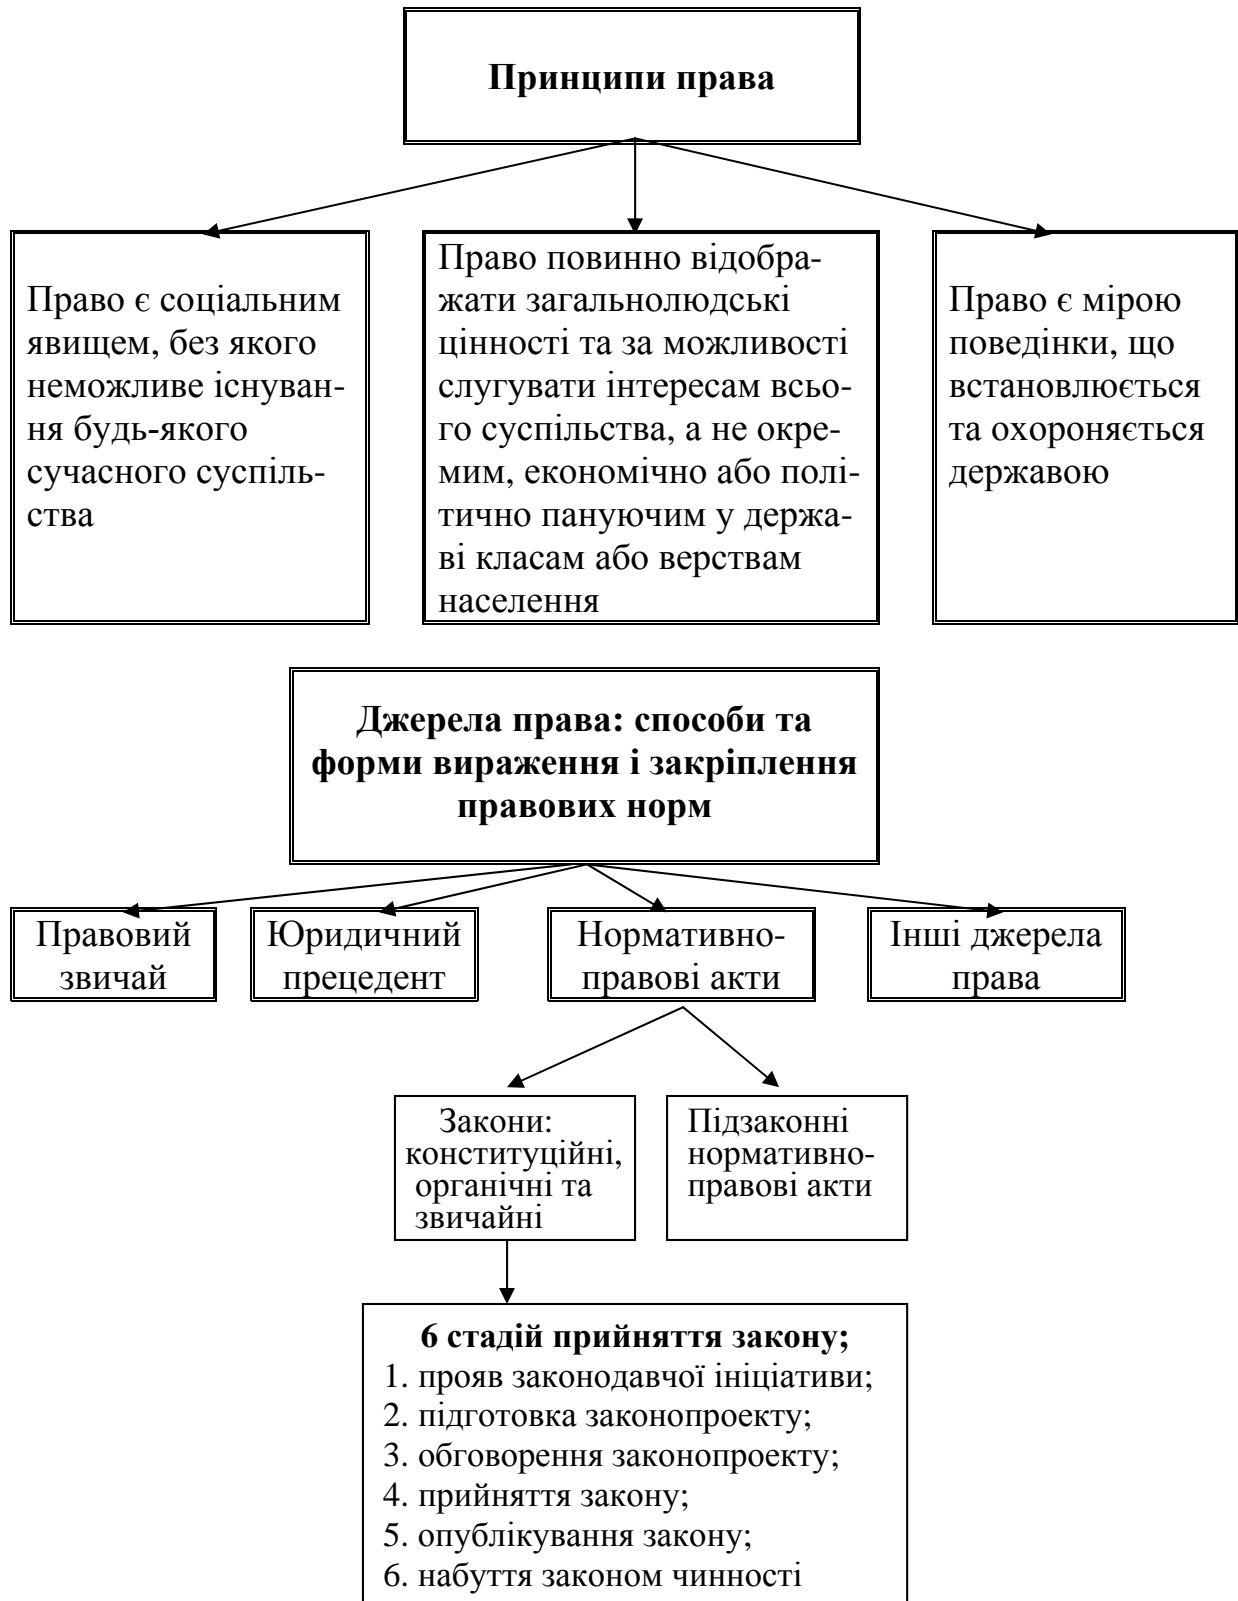 Принципи права
Право є соціальним
явищем, без якого
неможливе існуван-
ня будь-якого
сучасного суспіль-
ства
Право повинно відобра-
жати загальнолюдські
цінності та за можливості
слугувати інтересам всьо-
го суспільства, а не окре-
мим, економічно або полі-
тично пануючим у держа-
ві класам або верствам
населення
Право є мірою
поведінки, що
встановлюється
та охороняється
державою
Джерела права: способи та
форми вираження і закріплення
правових норм
Правовий
звичай
Юридичний
прецедент
Нормативно-
правові акти
Інші джерела
права
Закони:
конституційні,
органічні та
звичайні
Підзаконні
нормативно-
правові акти
6 стадій прийняття закону;
1. прояв законодавчої ініціативи;
2. підготовка законопроекту;
3. обговорення законопроекту;
4. прийняття закону;
5. опублікування закону;
6. набуття законом чинності